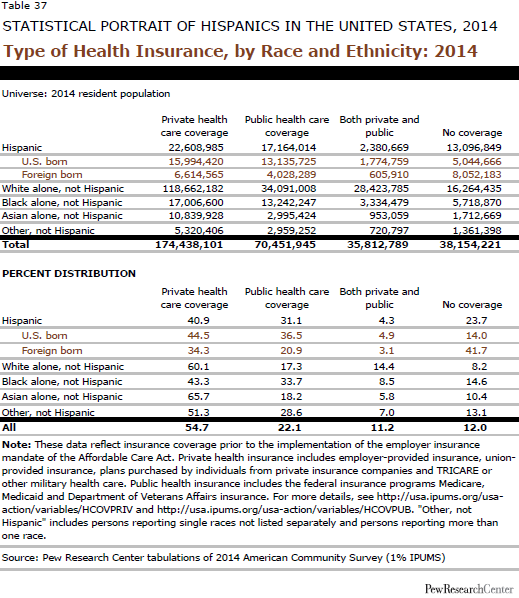 Table 37
STATISTICAL PORTRAIT OF HISPANICS IN THE UNITED STATES, 2014
Type of Health Insurance, by Race and Ethnicity: 2014
Universe: 2014 resident population
Private health care coverage Public health care coverage Both private and public No coverage
Hispanic 22,608,985 17,164,014 2,380,669 13,096,849
U.S. born 15,994,420 13,135,725 1,774,759 5,044,666
Foreign born 6,614,565 4,028,289 605,910 8,052,183
White alone, not Hispanic 118,662,182 34,091,008 28,423,785 16,264,435
Black alone, not Hispanic 17,006,600 13,242,247 3,334,479 5,718,870
Asian alone, not Hispanic 10,839,928 2,995,424 953,059 1,712,669
Other, not Hispanic 5,320,406 2,959,252 720,797 1,361,398
Total 174,438,101 70,451,945 35,812,789 38,154,221
PERCENT DISTRIBUTION
Private health care coverage Public health care coverage Both private and public No coverage
Hispanic 40.9 31.1 4.3 23.7
U.S. born 44.5 36.5 4.9 14.0
Foreign born 34.3 20.9 3.1 41.7
White alone, not Hispanic 60.1 17.3 14.4 8.2
Black alone, not Hispanic 43.3 33.7 8.5 14.6
Asian alone, not Hispanic 65.7 18.2 5.8 10.4
Other, not Hispanic 51.3 28.6 7.0 13.1
All 54.7 22.1 11.2 12.0
Note: These data reflect insurance coverage prior to the implementation of the employer insurance
mandate of the Affordable Care Act. Private health insurance includes employer-provided insurance, union-
provided insurance, plans purchased by individuals from private insurance companies and TRICARE or
other military health care. Public health insurance includes the federal insurance programs Medicare,
Medicaid and Department of Veterans Affairs insurance. For more details, see http://usa.ipums.org/usa-
action/variables/HCOVPRIV and http://usa.ipums.org/usa-action/variables/HCOVPUB. "Other, not
Hispanic" includes persons reporting single races not listed separately and persons reporting more than
one race.
Source: Pew Research Center tabulations of 2014 American Community Survey (1% IPUMS)
PewResearchCenter